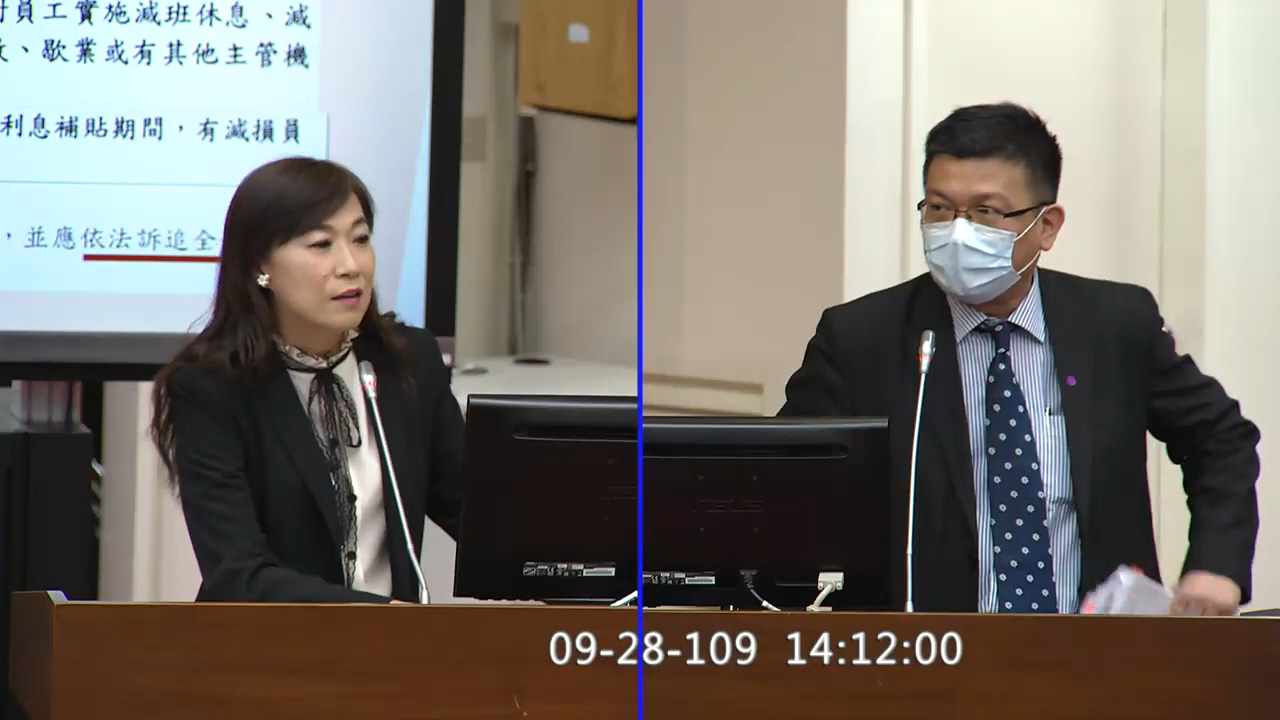 員工實施減班休息、減
、歇業或有其他主管機
利息補貼期間，有減損員
，並應依法訴追全
09-28-109 14:12:00